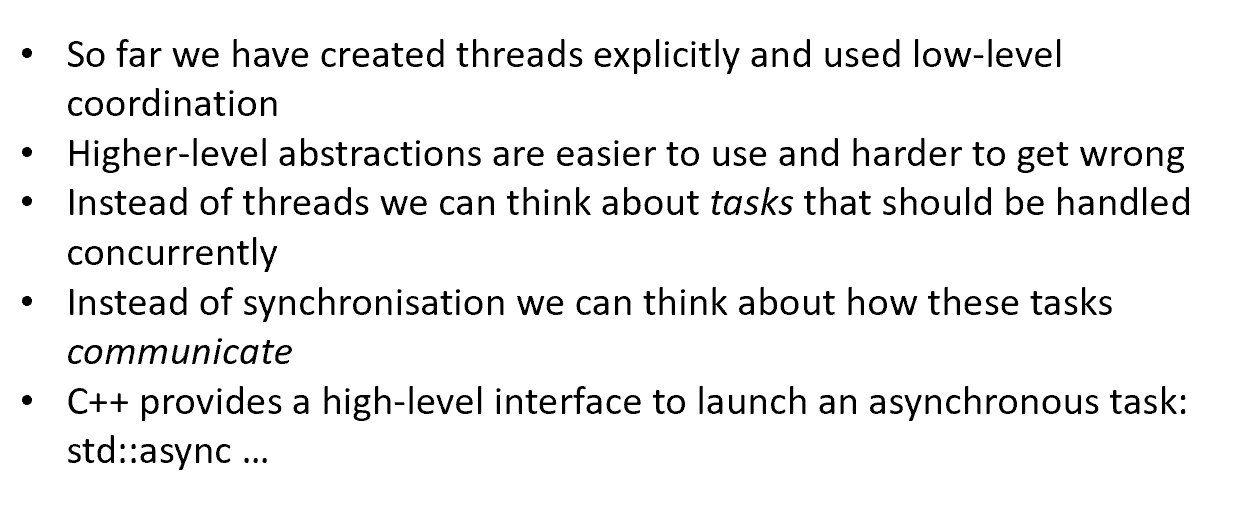 • So far we have created threads explicitly and used low-level
coordination
• Higher-level abstractions are easier to use and harder to get wrong
• Instead of threads we can think about tasks that should be handled
concurrently
• Instead of synchronisation we can think about how these tasks
communicate
• C++ provides a high-level interface to launch an asynchronous task:
std::async …